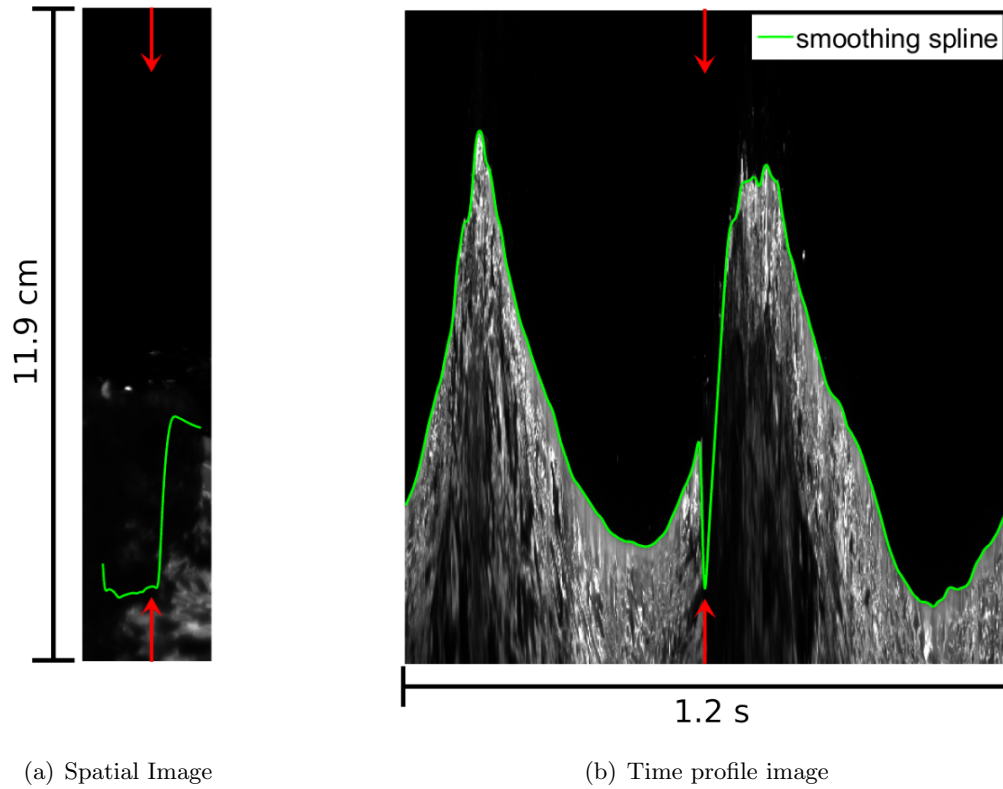 smoothing spline
11.9 cm
1.2 s
(a) Spatial Image
(b) Time profile image